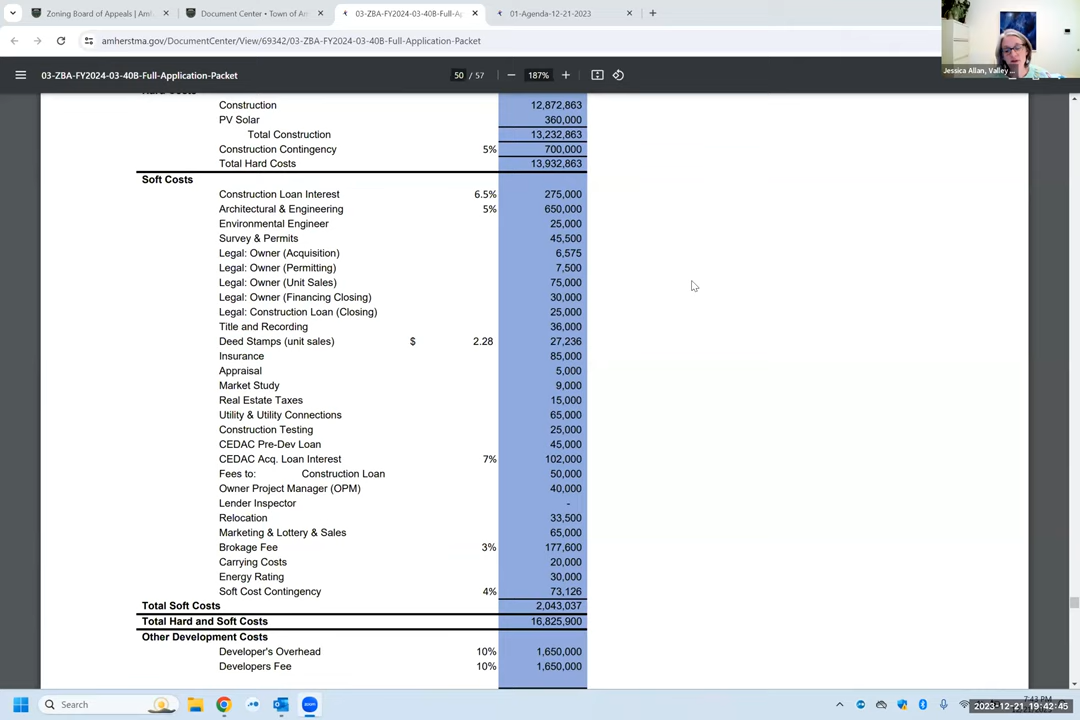 Zoning Board of Appeals | Amh
Document Center • Town of Am
03-ZBA-FY2024-03-40B-Full-Ap
01-Agenda-12-21-2023
amherstma.gov/DocumentCenter/View/69342/03-ZBA-FY2024-03-40B-Full-Application-Packet
Jessica Allan, Valley ...
03-ZBA-FY2024-03-40B-Full-Application-Packet 50 / 57 187%
Hard Costs
Construction 12,872,863
PV Solar 360,000
Total Construction 13,232,863
Construction Contingency 5% 700,000
Total Hard Costs 13,932,863
Soft Costs
Construction Loan Interest 6.5% 275,000
Architectural & Engineering 5% 650,000
Environmental Engineer 25,000
Survey & Permits 45,500
Legal: Owner (Acquisition) 6,575
Legal: Owner (Permitting) 7,500
Legal: Owner (Unit Sales) 75,000
Legal: Owner (Financing Closing) 30,000
Legal: Construction Loan (Closing) 25,000
Title and Recording 36,000
Deed Stamps (unit sales) $ 2.28 27,236
Insurance 85,000
Appraisal 5,000
Market Study 9,000
Real Estate Taxes 15,000
Utility & Utility Connections 65,000
Construction Testing 25,000
CEDAC Pre-Dev Loan 45,000
CEDAC Acq. Loan Interest 7% 102,000
Fees to: Construction Loan 50,000
Owner Project Manager (OPM) 40,000
Lender Inspector -
Relocation 33,500
Marketing & Lottery & Sales 65,000
Brokage Fee 3% 177,600
Carrying Costs 20,000
Energy Rating 30,000
Soft Cost Contingency 4% 73,126
Total Soft Costs 2,043,037
Total Hard and Soft Costs 16,825,900
Other Development Costs
Developer's Overhead 10% 1,650,000
Developers Fee 10% 1,650,000
Search
7:43 PM
2023-12-21 19:42:45